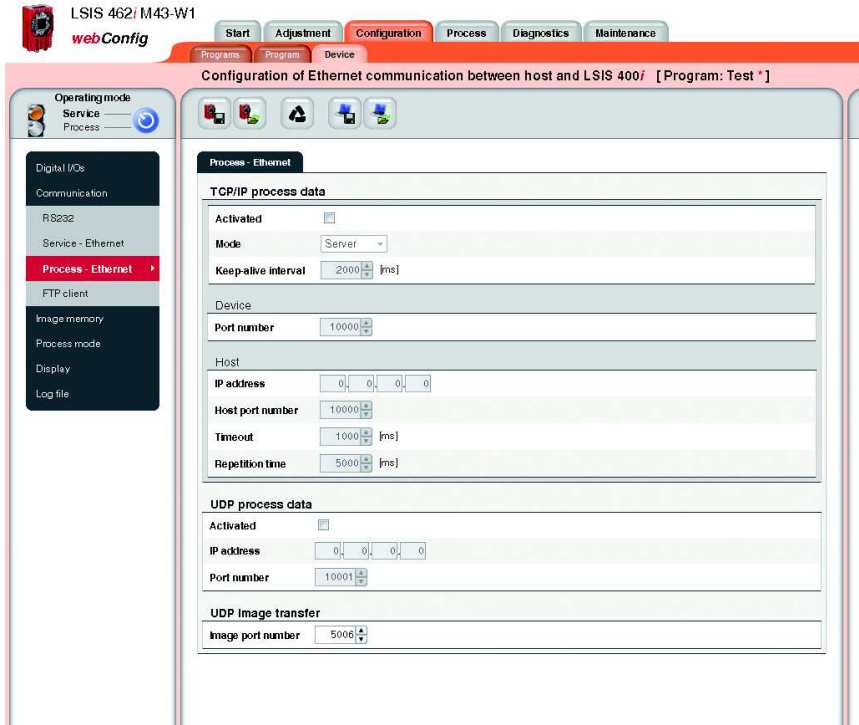 LSIS 462i M43-W1
webConfig
Start Adjustment Configuration Process Diagnostics Maintenance
Programs Program Device
Configuration of Ethernet communication between host and LSIS 400i [Program: Test *]
Operating mode
Service
Process
Digital I/Os
Communication
RS232
Service - Ethernet
Process - Ethernet
FTP client
Image memory
Process mode
Display
Log file
Process - Ethernet
TCP/IP process data
Activated
Mode Server
Keep-alive interval 2000 [ms]
Device
Port number 10000
Host
IP address 0. 0. 0. 0
Host port number 10000
Timeout 1000 [ms]
Repetition time 5000 [ms]
UDP process data
Activated
IP address 0. 0. 0. 0
Port number 10001
UDP Image transfer
Image port number 5006